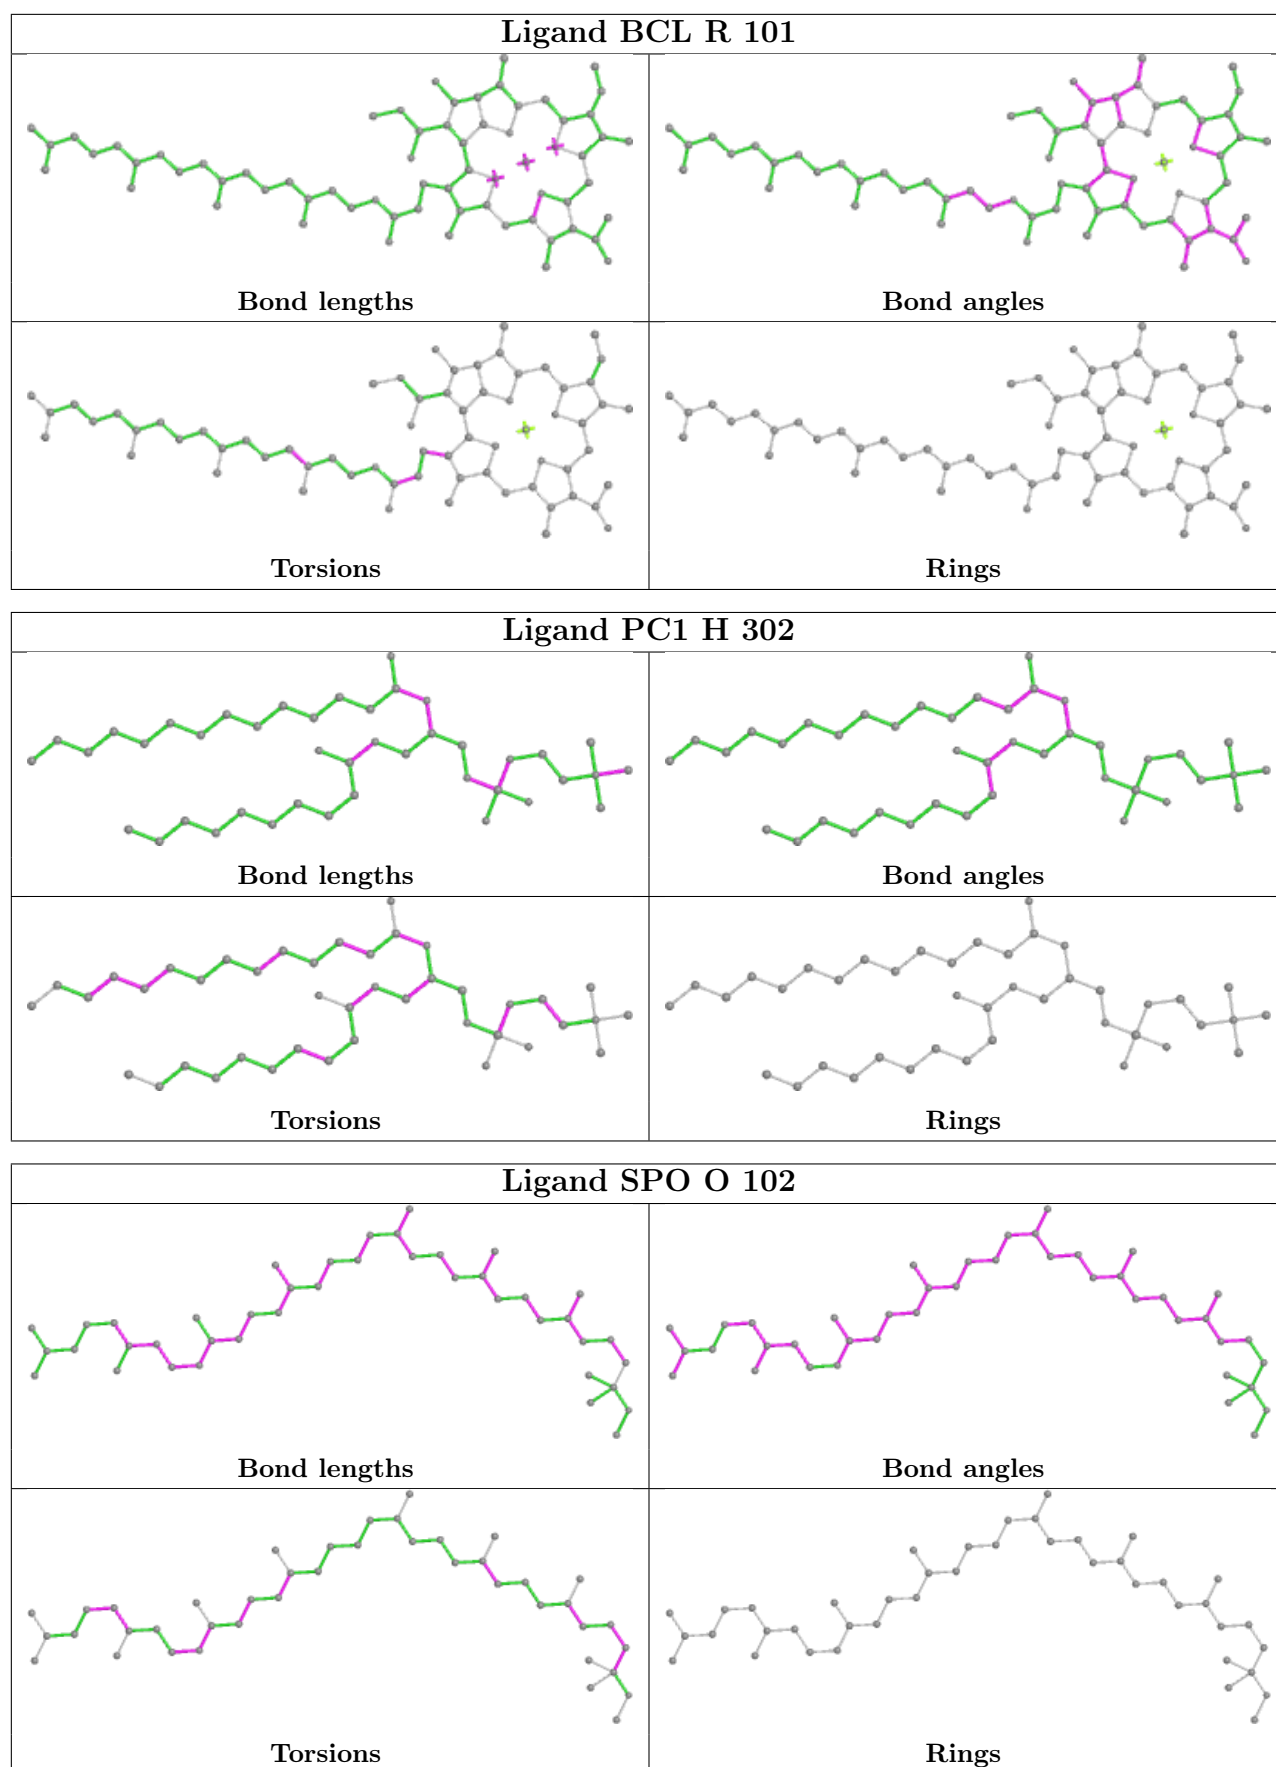 Ligand BCL R 101
Bond lengths
Bond angles
Torsions
Rings
Ligand PC1 H 302
Bond lengths
Bond angles
Torsions
Rings
Ligand SPO O 102
Bond lengths
Bond angles
Torsions
Rings